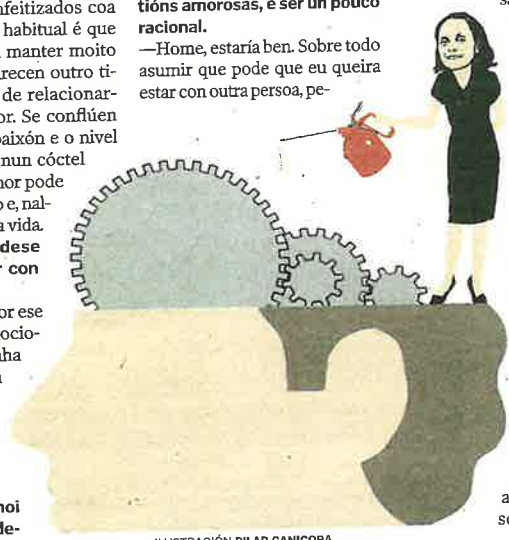 nfeitizados coa
habitual é que
manter moito
recen outro ti-
de relacionar-
or. Se conflúen
paixón e o nivel
nun cóctel
nor pode
o e, nal-
a vida.
dese
r con
or ese
ocio-
nha
noi
de-
tións amorosas, e ser un pouco
racional.
—Home, estaría ben. Sobre todo
asumir que pode que eu queira
estar con outra persoa, pe-
ILUSTRACIÓN PILAR CANICOBA